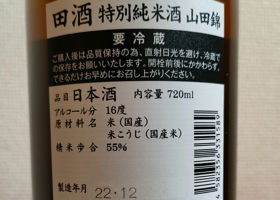 田酒 特別純米酒 山田錦
要冷蔵
ご購入後は品質保持の為、直射日光を避け、冷蔵で
の保存をお願いいたします。開栓前後にかかわらず、
できるだけお早めにお召し上がりください。
品目 日本酒 内容量 720ml
アルコール分 16度
原材料名 米(国産)
米こうじ(国産米)
精米歩合 55%
製造年月 22.12
4582356331589